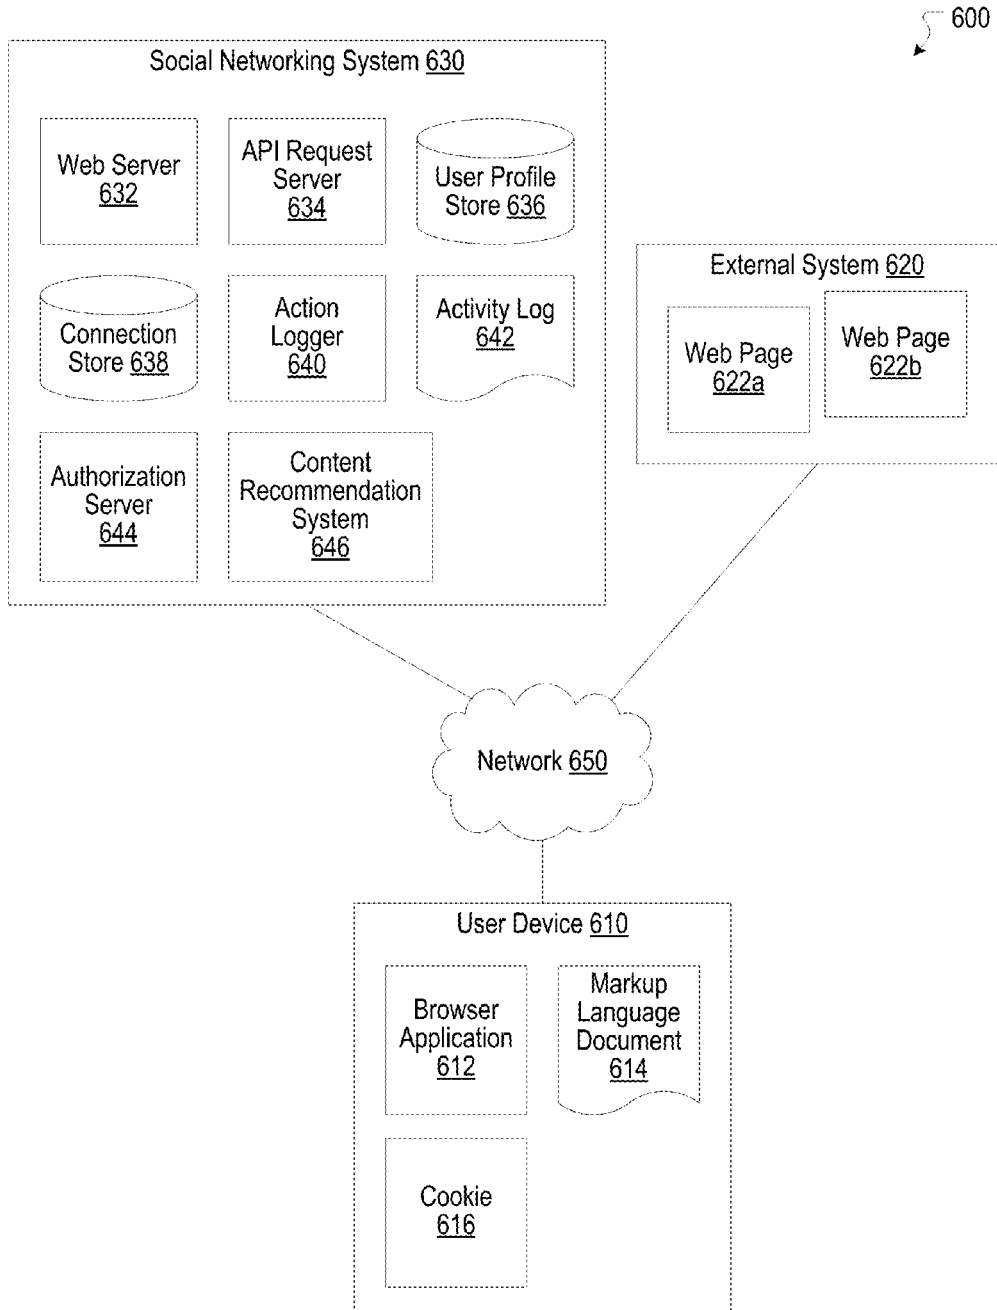 600
Social Networking System 630
Web Server
632
API Request
Server
634
User Profile
Store 636
Connection
Store 638
Action
Logger
640
Activity Log
642
Authorization
Server
644
Content
Recommendation
System
646
External System 620
Web Page
622a
Web Page
622b
Network 650
User Device 610
Browser
Application
612
Markup
Language
Document
614
Cookie
616